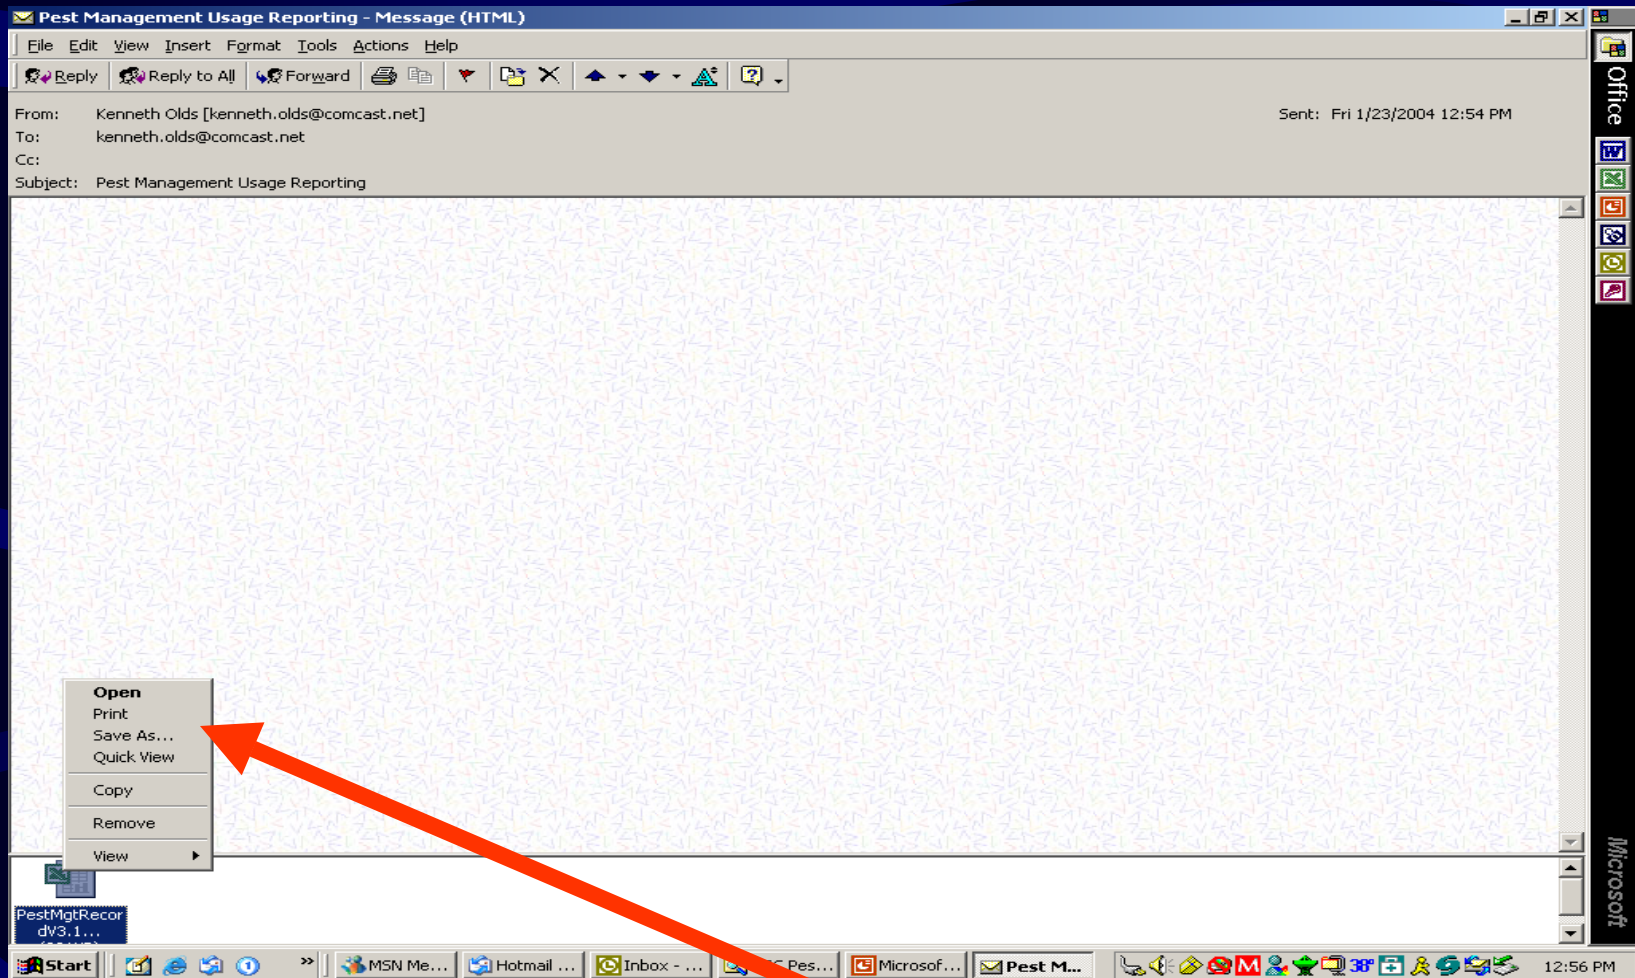 Pest Management Usage Reporting - Message (HTML)
File Edit View Insert Format Tools Actions Help
Reply Reply to All Forward
From: Kenneth Olds [kenneth.olds@comcast.net] Sent: Fri 1/23/2004 12:54 PM
To: kenneth.olds@comcast.net
Cc:
Subject: Pest Management Usage Reporting
Office
Open
Print
Save As...
Quick View
Copy
Remove
View
Microsoft
PestMgtRecor
dV3.1...
Start MSN Me... Hotmail ... Inbox - ... Pes... Microsof... Pest M... 38° 12:56 PM